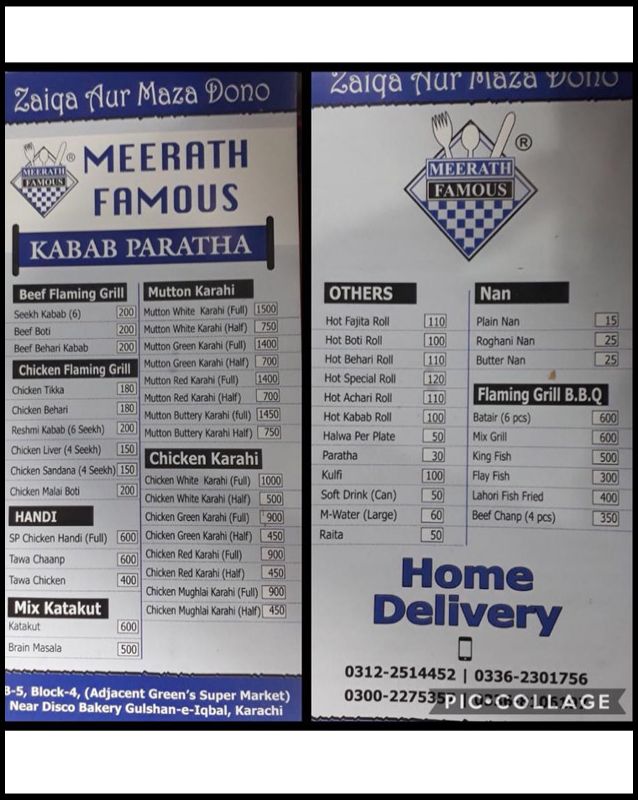 Zaiqa Aur Maza Dono
MEERATH
FAMOUS
®
MEERATH
FAMOUS
KABAB PARATHA
Beef Flaming Grill
Seekh Kabab (6) 200
Beef Boti 200
Beef Behari Kabab 200
Chicken Flaming Grill
Chicken Tikka 180
Chicken Behari 180
Reshmi Kabab (6 Seekh) 200
Chicken Liver (4 Seekh) 150
Chicken Sandana (4 Seekh) 150
Chicken Malai Boti 200
HANDI
SP Chicken Handi (Full) 600
Tawa Chaanp 600
Tawa Chicken 400
Mix Katakut
Katakut 600
Brain Masala 500
Mutton Karahi
Mutton White Karahi (Full) 1500
Mutton White Karahi (Half) 750
Mutton Green Karahi (Full) 1400
Mutton Green Karahi (Half) 700
Mutton Red Karahi (Full) 1400
Mutton Red Karahi (Half) 700
Mutton Buttery Karahi (full) 1450
Mutton Buttery Karahi Half) 750
Chicken Karahi
Chicken White Karahi (Full) 1000
Chicken White Karahi (Half) 500
Chicken Green Karahi (Full) 900
Chicken Green Karahi (Half) 450
Chicken Red Karahi (Full) 900
Chicken Red Karahi (Half) 450
Chicken Mughlai Karahi (Full) 900
Chicken Mughlai Karahi (Half) 450
B-5, Block-4, (Adjacent Green's Super Market)
Near Disco Bakery Gulshan-e-Iqbal, Karachi
Zaiqa Aur Maza Dono
®
MEERATH
FAMOUS
OTHERS
Hot Fajita Roll 110
Hot Boti Roll 100
Hot Behari Roll 110
Hot Special Roll 120
Hot Achari Roll 110
Hot Kabab Roll 100
Halwa Per Plate 50
Paratha 30
Kulfi 100
Soft Drink (Can) 50
M-Water (Large) 60
Raita 50
Nan
Plain Nan 15
Roghani Nan 25
Butter Nan 25
Flaming Grill B.B.Q
Batair (6 pcs) 600
Mix Grill 600
King Fish 500
Flay Fish 300
Lahori Fish Fried 400
Beef Chanp (4 pcs) 350
Home
Delivery
0312-2514452 | 0336-2301756
0300-2275357 |
PIC COLLAGE